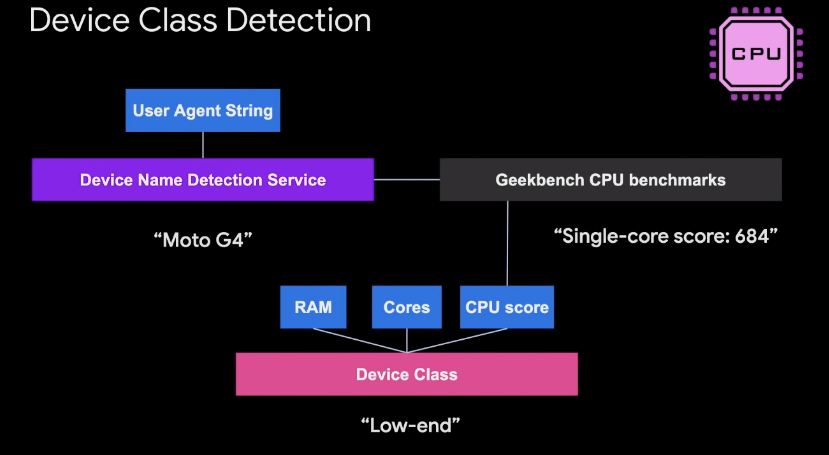 Device Class Detection
CPU
User Agent String
Device Name Detection Service
Geekbench CPU benchmarks
“Moto G4”
“Single-core score: 684”
RAM
Cores
CPU score
Device Class
“Low-end”